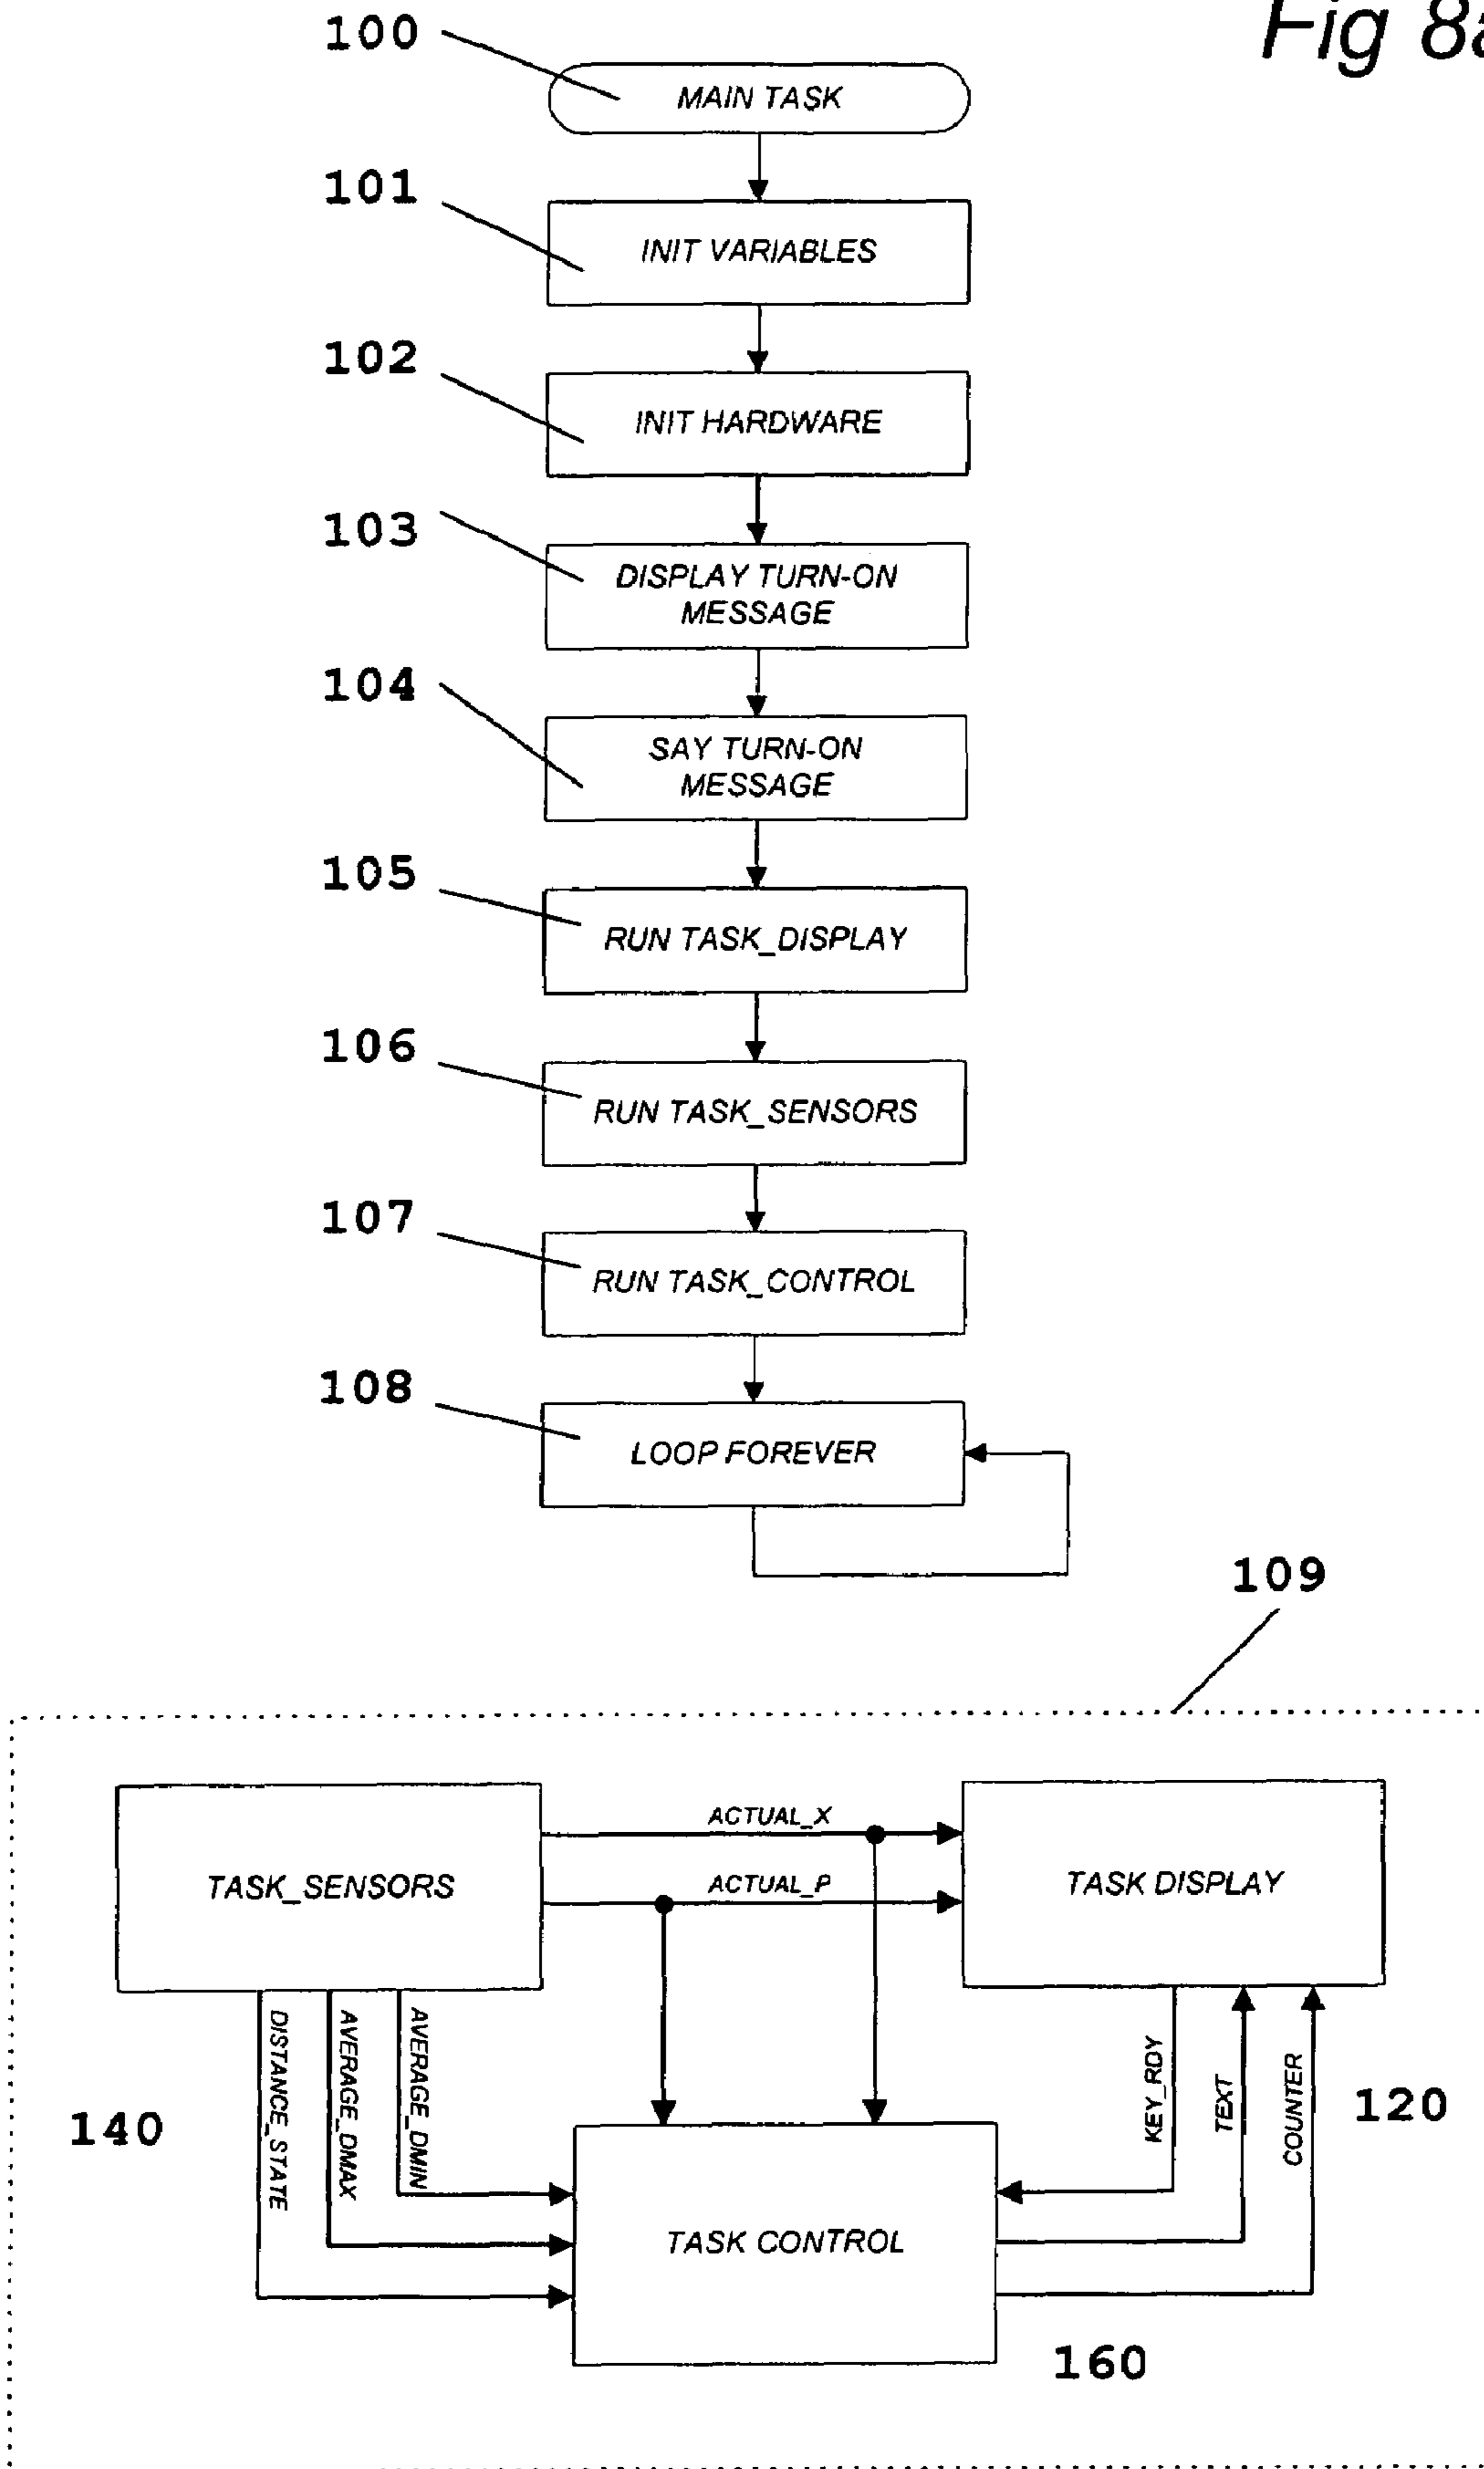 Fig 8a
100
MAIN TASK
101
INIT VARIABLES
102
INIT HARDWARE
103
DISPLAY TURN-ON
MESSAGE
104
SAY TURN-ON
MESSAGE
105
RUN TASK_DISPLAY
106
RUN TASK_SENSORS
107
RUN TASK_CONTROL
108
LOOP FOREVER
109
TASK_SENSORS
ACTUAL_X
ACTUAL_P
TASK DISPLAY
140
DISTANCE_STATE
AVERAGE_DMAX
AVERAGE_DMIN
KEY_RDY
TEXT
COUNTER
120
TASK CONTROL
160